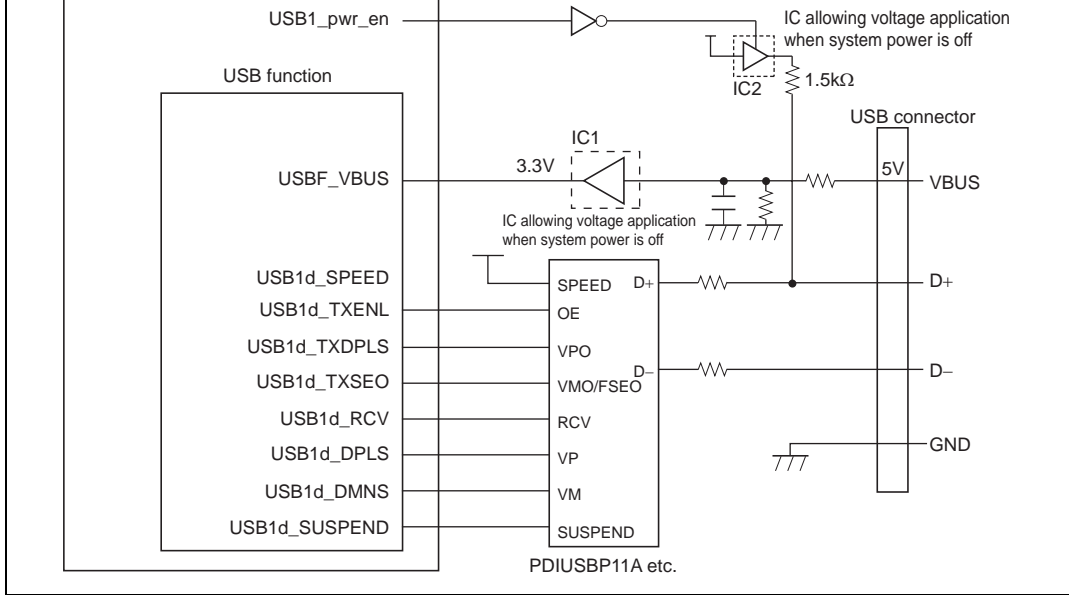 USB1_pwr_en
IC allowing voltage application
when system power is off
IC2
1.5kΩ
USB function
USB connector
IC1
3.3V
5V
USBF_VBUS
VBUS
IC allowing voltage application
when system power is off
USB1d_SPEED
SPEED
D+
D+
USB1d_TXENL
OE
USB1d_TXDPLS
VPO
USB1d_TXSEO
VMO/FSEO
D−
D−
USB1d_RCV
RCV
USB1d_DPLS
VP
GND
USB1d_DMNS
VM
USB1d_SUSPEND
SUSPEND
PDIUSBP11A etc.